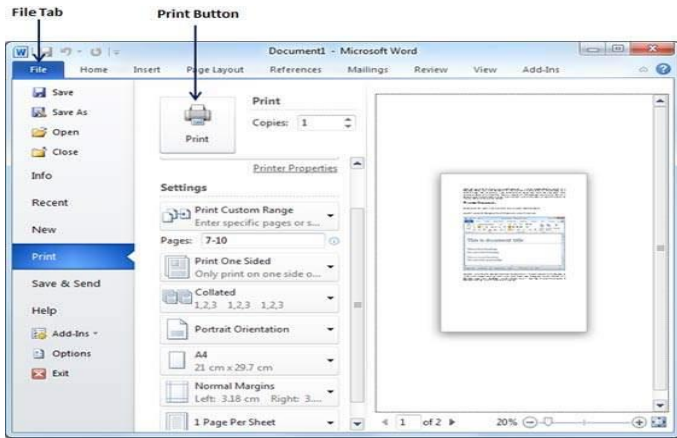 File Tab
Print Button
Document1 - Microsoft Word
File Home Insert Page Layout References Mailings Review View Add-Ins
Save
Save As
Open
Close
Info
Recent
New
Print
Save & Send
Help
Add-Ins
Options
Exit
Print
Print
Copies: 1
Printer Properties
Settings
Print Custom Range
Enter specific pages or s...
Pages: 7-10
Print One Sided
Only print on one side o...
Collated
1,2,3 1,2,3 1,2,3
Portrait Orientation
A4
21 cm x 29.7 cm
Normal Margins
Left: 3.18 cm Right: 3....
1 Page Per Sheet
This is document title
1 of 2
20%